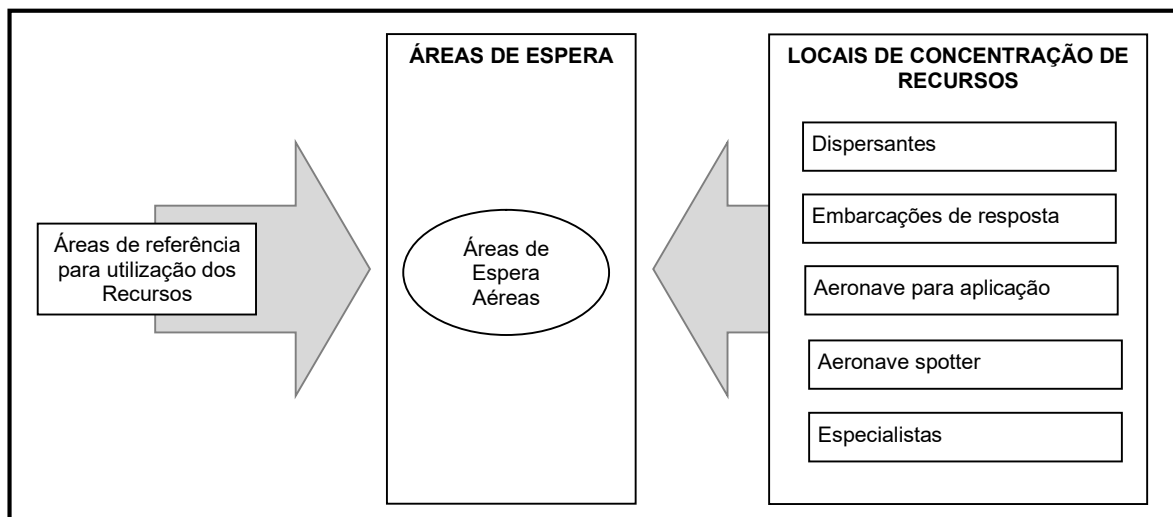 Áreas de referência
para utilização dos
Recursos
ÁREAS DE ESPERA
Áreas de
Espera
Aéreas
LOCAIS DE CONCENTRAÇÃO DE
RECURSOS
Dispersantes
Embarcações de resposta
Aeronave para aplicação
Aeronave spotter
Especialistas